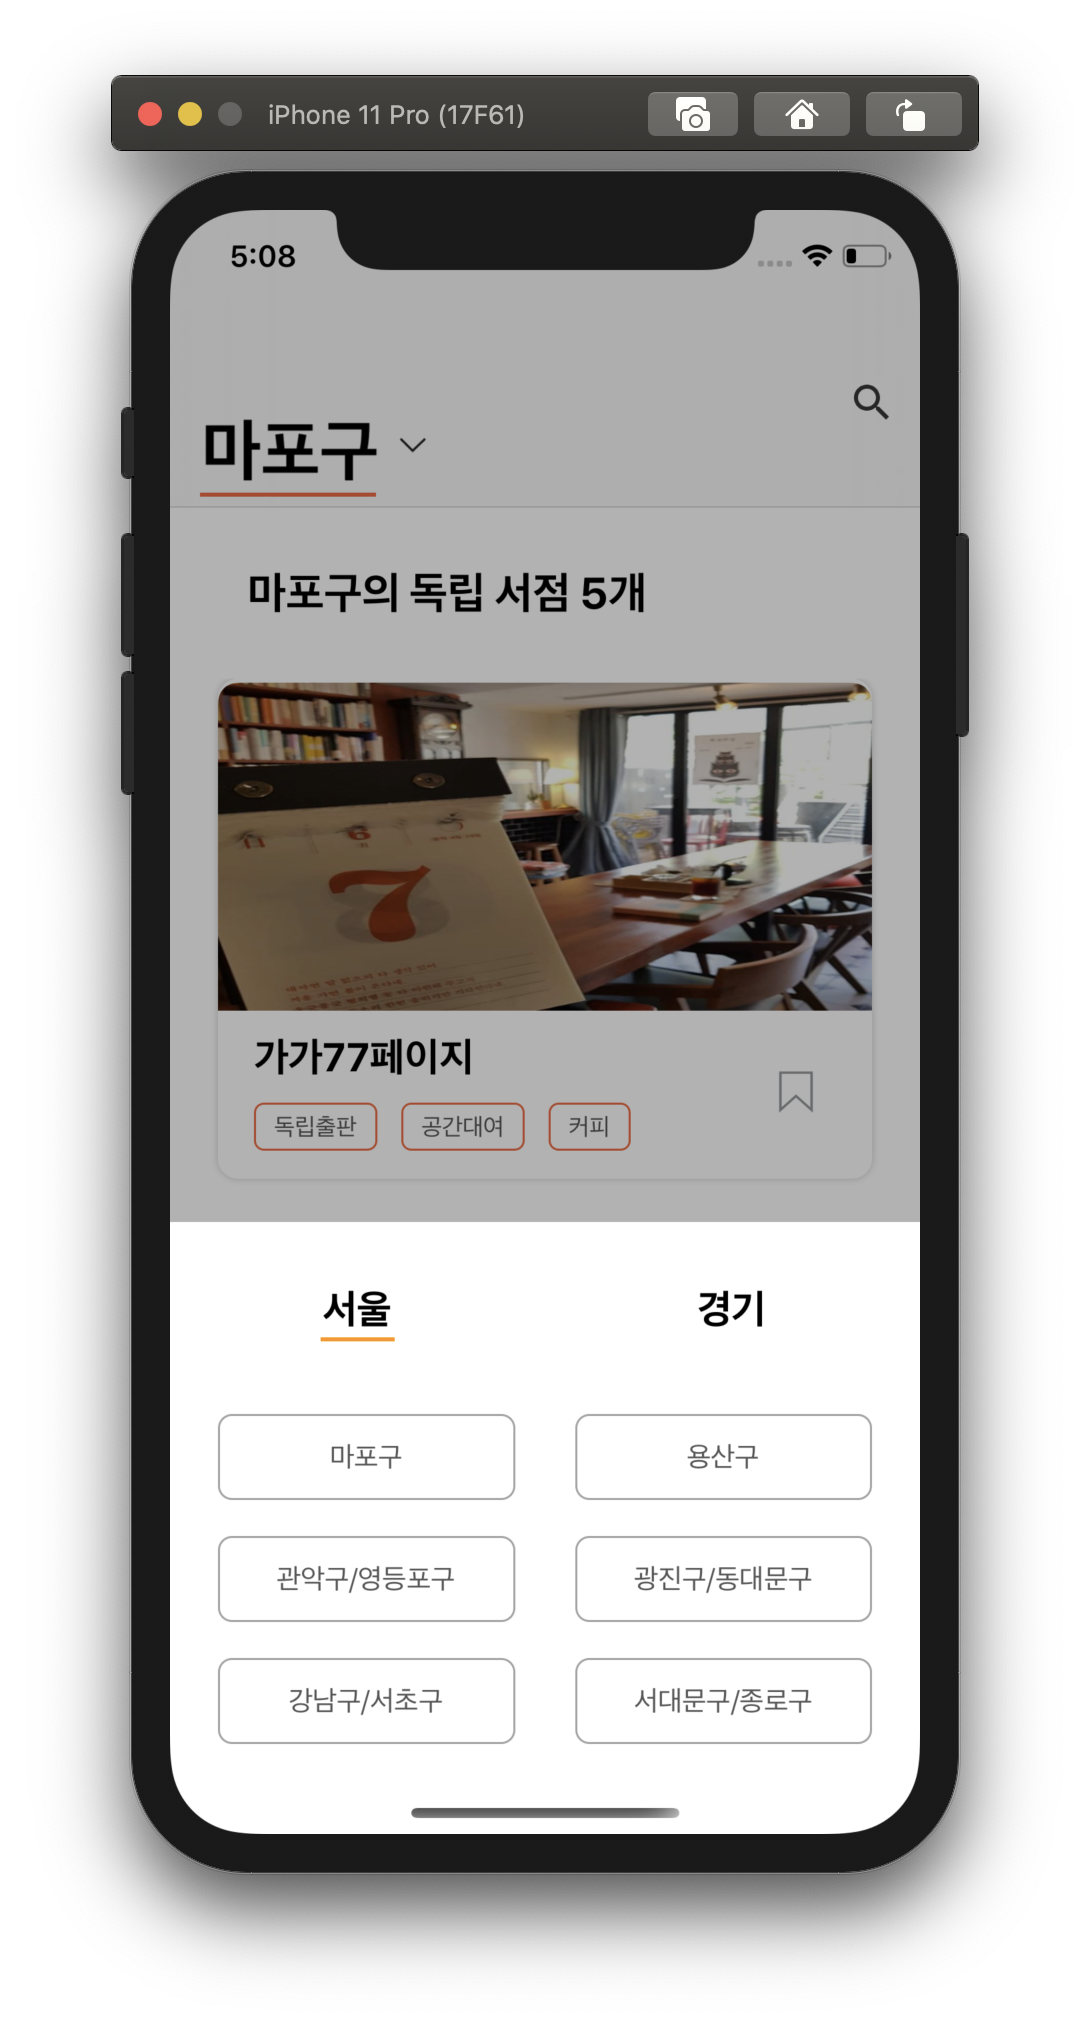 iPhone 11 Pro (17F61)
5:08
마포구
마포구의 독립 서점 5개
6
7
가가77페이지
독립출판 공간대여 커피
서울 경기
마포구 용산구
관악구/영등포구 광진구/동대문구
강남구/서초구 서대문구/종로구